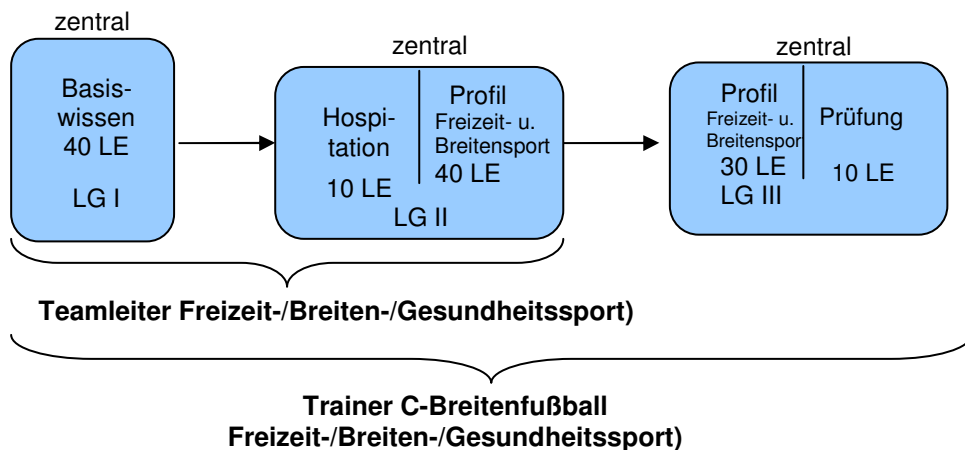 zentral
Basis-
wissen
40 LE
LG I
zentral
Hospi-
tation
10 LE
Profil
Freizeit- u.
Breitensport
40 LE
LG II
zentral
Profil
Freizeit- u.
Breitenspor
30 LE
LG III
Prüfung
10 LE
Teamleiter Freizeit-/Breiten-/Gesundheitssport)
Trainer C-Breitenfußball
Freizeit-/Breiten-/Gesundheitssport)